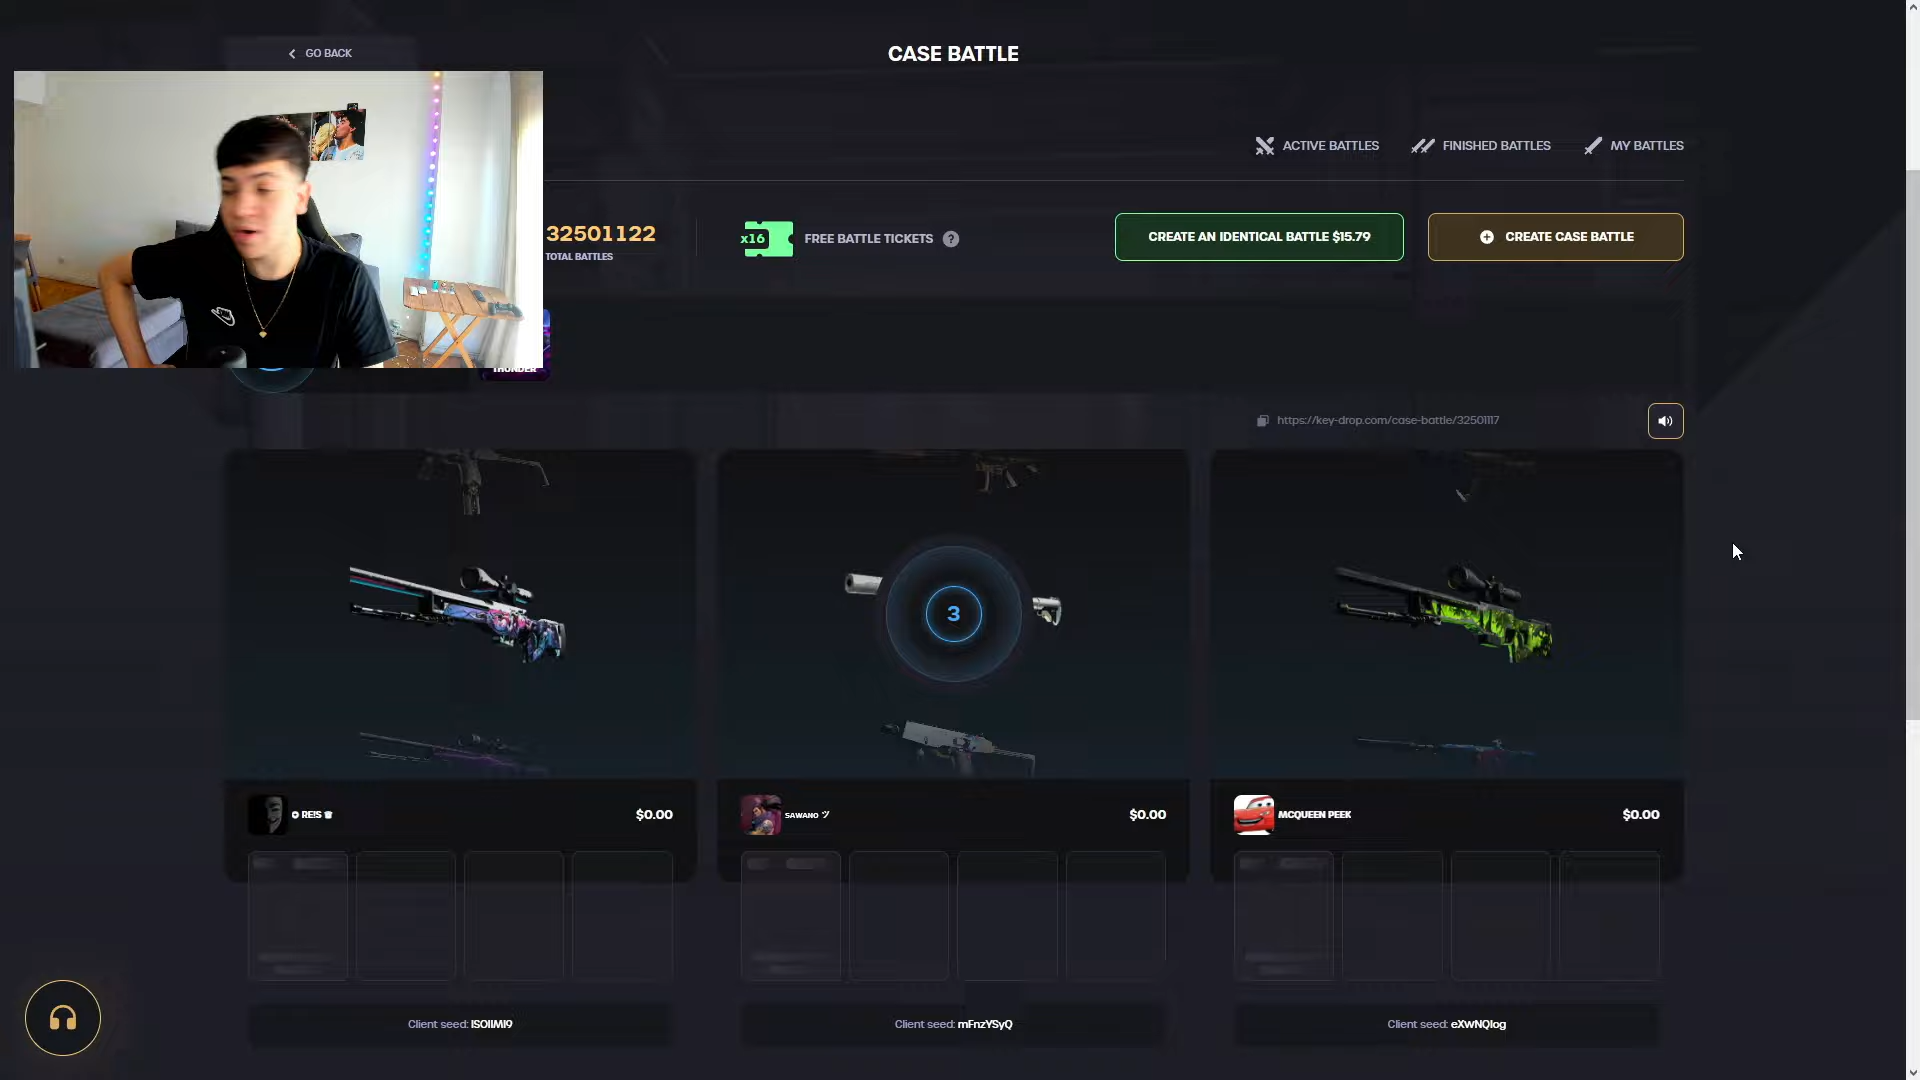 GO BACK
CASE BATTLE
ACTIVE BATTLES
FINISHED BATTLES
MY BATTLES
32501122
TOTAL BATTLES
x16
FREE BATTLE TICKETS ?
CREATE AN IDENTICAL BATTLE $15.79
CREATE CASE BATTLE
THUNDER
https://key-drop.com/case-battle/32501117
3
REIS
$0.00
SAWANO ツ
$0.00
MCQUEEN PEEK
$0.00
Client seed: ISOIIMI9
Client seed: mFnzYSyQ
Client seed: eXWNQlog